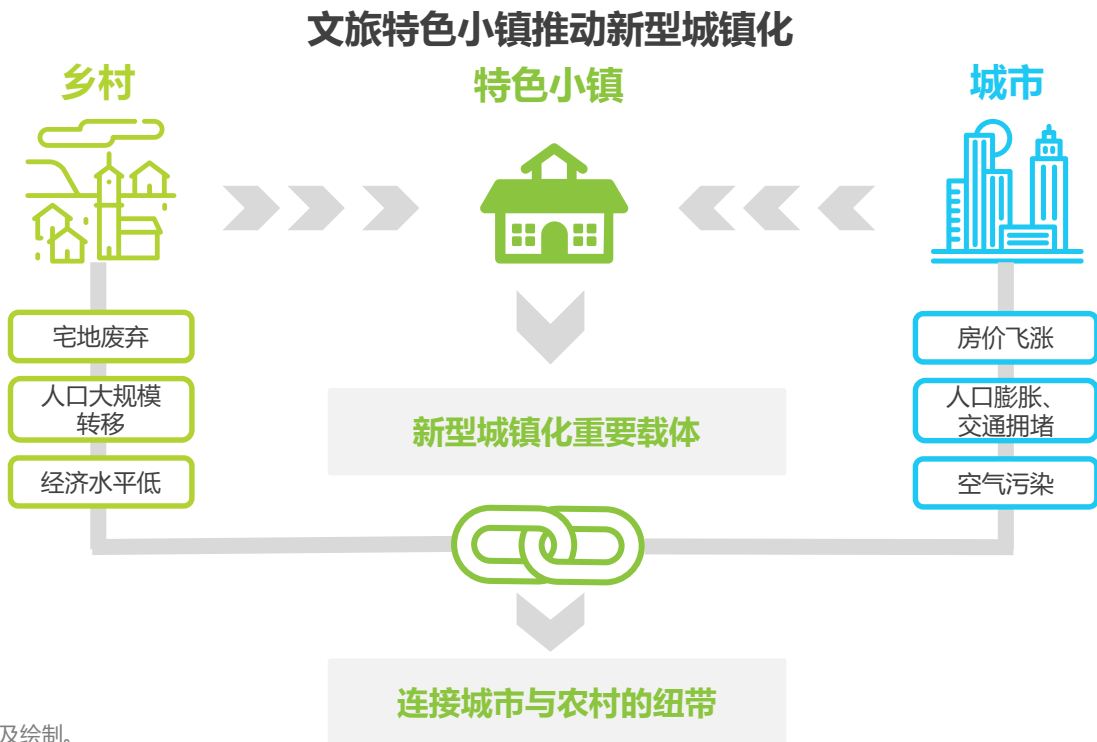 文旅特色小镇推动新型城镇化
乡村
特色小镇
城市
宅地废弃
人口大规模
转移
经济水平低
房价飞涨
人口膨胀、
交通拥堵
空气污染
新型城镇化重要载体
连接城市与农村的纽带
及绘制。